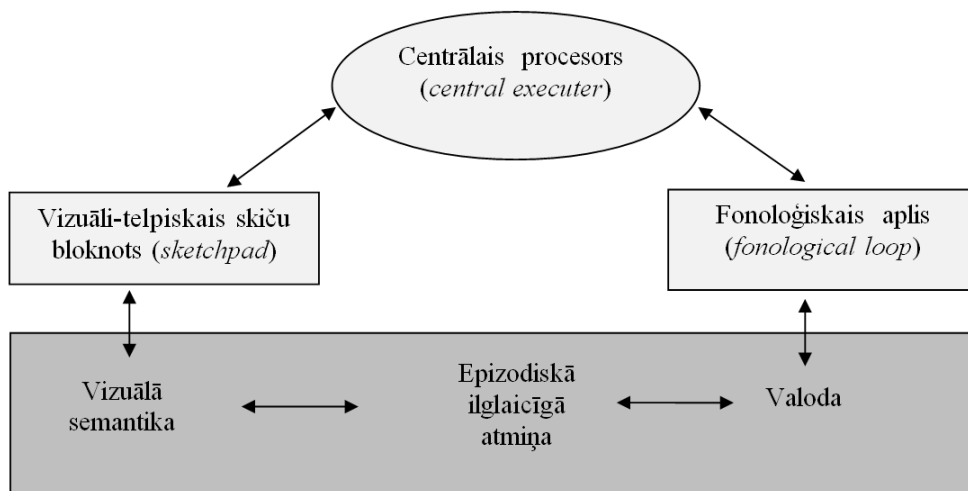 Centrālais procesors
(central executer)
Vizuāli-telpiskais skiču
bloknots (sketchpad)
Fonoloģiskais aplis
(fonological loop)
Vizuālā
semantika
Epizodiskā
ilglaicīgā
atmiņa
Valoda